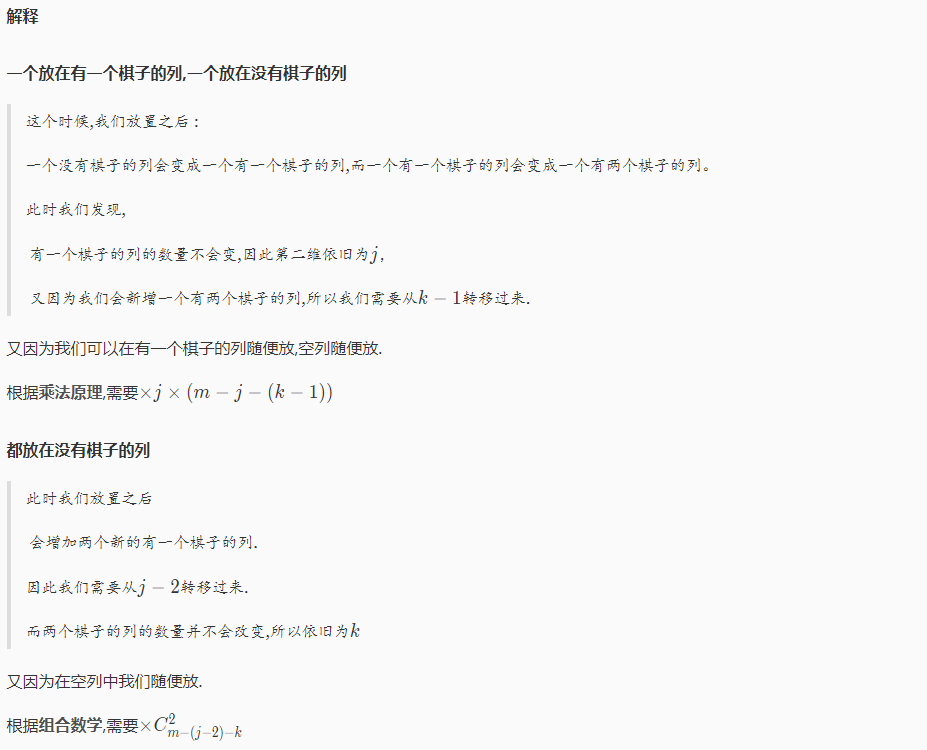 解释
一个放在有一个棋子的列,一个放在没有棋子的列
这个时候,我们放置之后：
一个没有棋子的列会变成一个有一个棋子的列,而一个有一个棋子的列会变成一个有两个棋子的列。
此时我们发现,
有一个棋子的列的数量不会变,因此第二维依旧为j，
又因为我们会新增一个有两个棋子的列,所以我们需要从k − 1转移过来.
又因为我们可以在有一个棋子的列随便放,空列随便放.
根据乘法原理,需要× j × (m − j − (k − 1))
都放在没有棋子的列
此时我们放置之后
会增加两个新的有一个棋子的列.
因此我们需要从j − 2转移过来.
而两个棋子的列的数量并不会改变,所以依旧为k
又因为在空列中我们随便放.
根据组合数学,需要×C^2_{m−(j−2)−k}